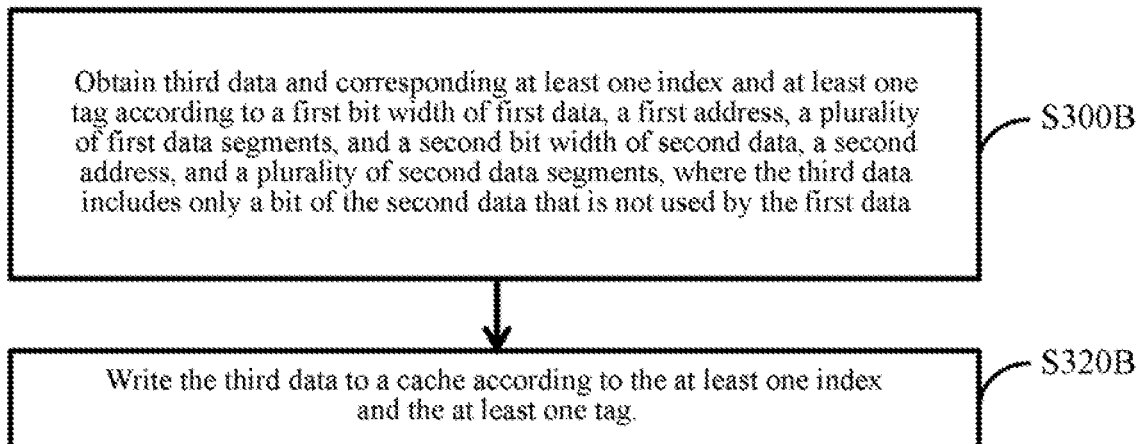 Obtain third data and corresponding at least one index and at least one
tag according to a first bit width of first data, a first address, a plurality
of first data segments, and a second bit width of second data, a second
address, and a plurality of second data segments, where the third data
includes only a bit of the second data that is not used by the first data
S300B
Write the third data to a cache according to the at least one index
and the at least one tag.
S320B